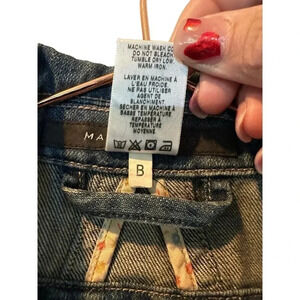 MACHINE WASH CO
DO NOT BLEACH
TUMBLE DRY LOW.
WARM IRON.
LAVER EN MACHINE À
L'EAU FROIDE
NE PAS UTILISER
AGENT DE
BLANCHIMENT
SÉCHER EN MACHINE À
BASSE TEMPÉRATURE
REPASSER À
TEMPÉRATURE
MOYENNE.
MA
B